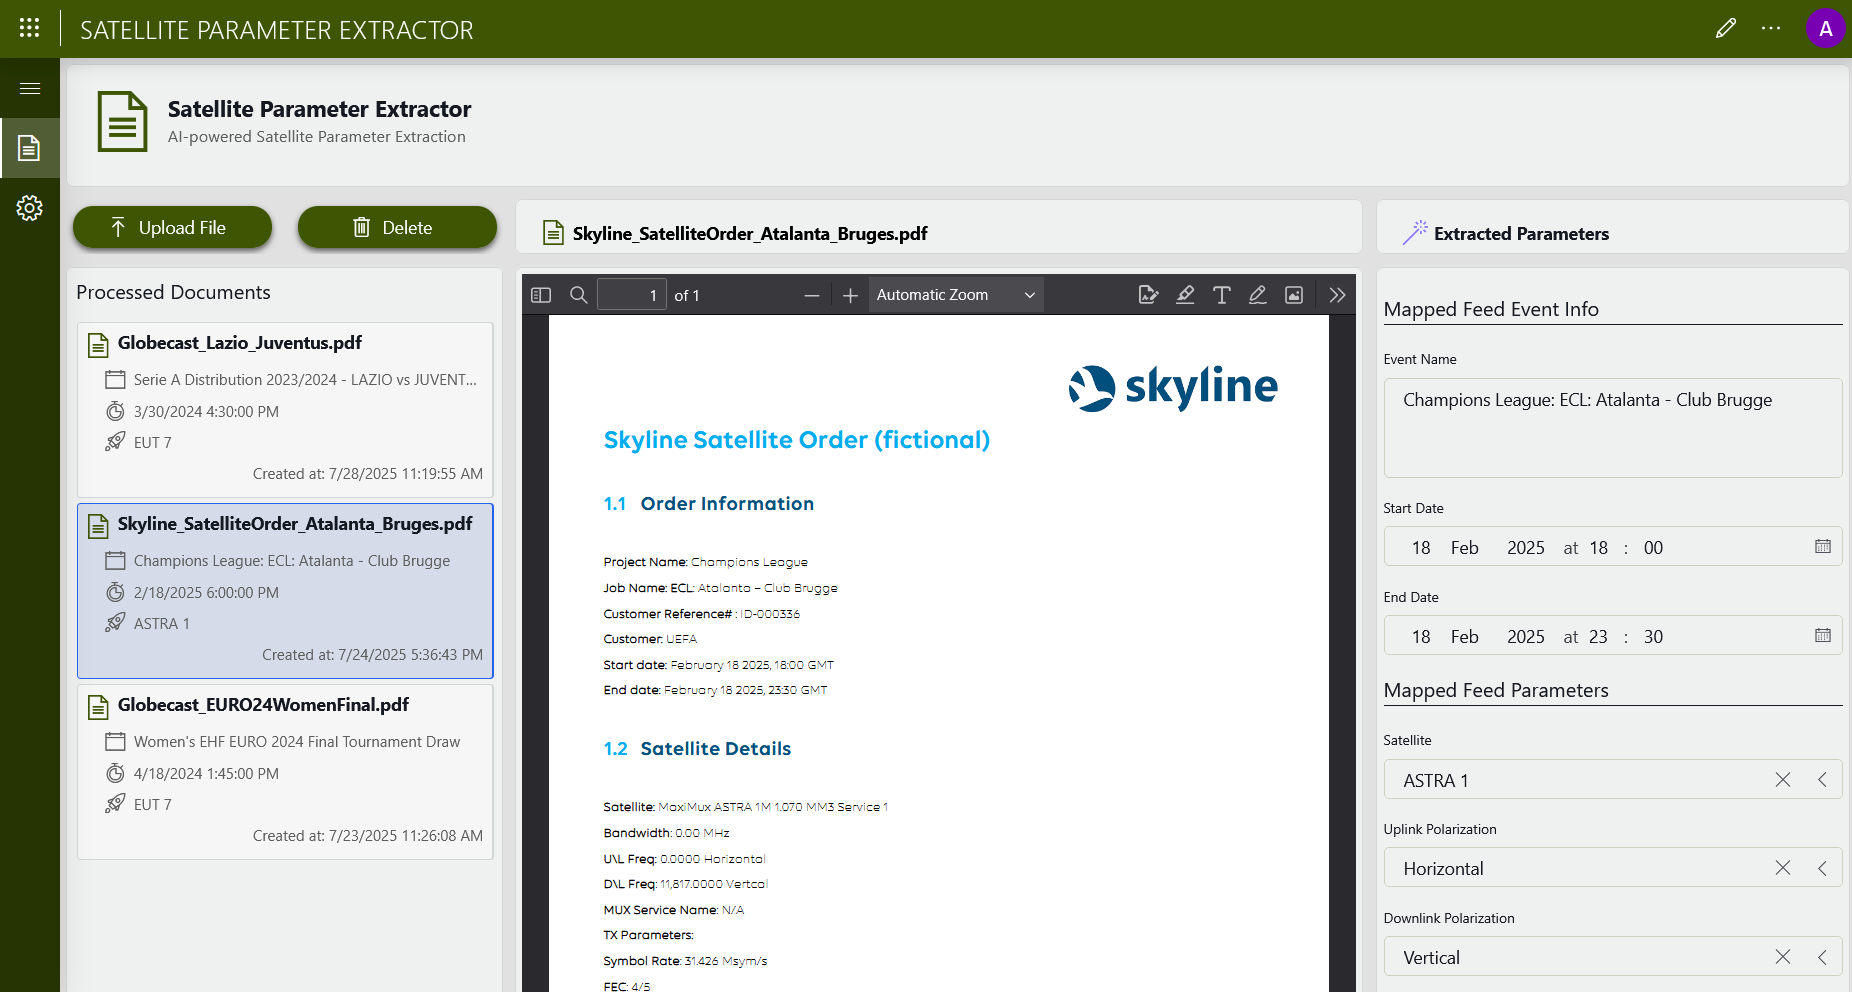 SATELLITE PARAMETER EXTRACTOR
A
Satellite Parameter Extractor
AI-powered Satellite Parameter Extraction
Upload File
Delete
Processed Documents
Globecast_Lazio_Juventus.pdf
Serie A Distribution 2023/2024 - LAZIO vs JUVENT...
3/30/2024 4:30:00 PM
EUT 7
Created at: 7/28/2025 11:19:55 AM
Skyline_SatelliteOrder_Atalanta_Bruges.pdf
Champions League: ECL: Atalanta - Club Brugge
2/18/2025 6:00:00 PM
ASTRA 1
Created at: 7/24/2025 5:36:43 PM
Globecast_EURO24WomenFinal.pdf
Women's EHF EURO 2024 Final Tournament Draw
4/18/2024 1:45:00 PM
EUT 7
Created at: 7/23/2025 11:26:08 AM
Skyline_SatelliteOrder_Atalanta_Bruges.pdf
1 of 1
Automatic Zoom
skyline
Skyline Satellite Order (fictional)
1.1 Order Information
Project Name: Champions League
Job Name: ECL: Atalanta – Club Brugge
Customer Reference# : ID-000336
Customer: UEFA
Start date: February 18 2025, 18:00 GMT
End date: February 18 2025, 23:30 GMT
1.2 Satellite Details
Satellite: MaxiMux ASTRA 1M 1.070 MM3 Service 1
Bandwidth: 0.00 MHz
U\L Freq: 0.0000 Horizontal
D\L Freq: 11,817.0000 Vertcal
MUX Service Name: N/A
TX Parameters:
Symbol Rate: 31.426 Msym/s
FEC: 4/5
Extracted Parameters
Mapped Feed Event Info
Event Name
Champions League: ECL: Atalanta - Club Brugge
Start Date
18 Feb 2025 at 18 : 00
End Date
18 Feb 2025 at 23 : 30
Mapped Feed Parameters
Satellite
ASTRA 1
Uplink Polarization
Horizontal
Downlink Polarization
Vertical